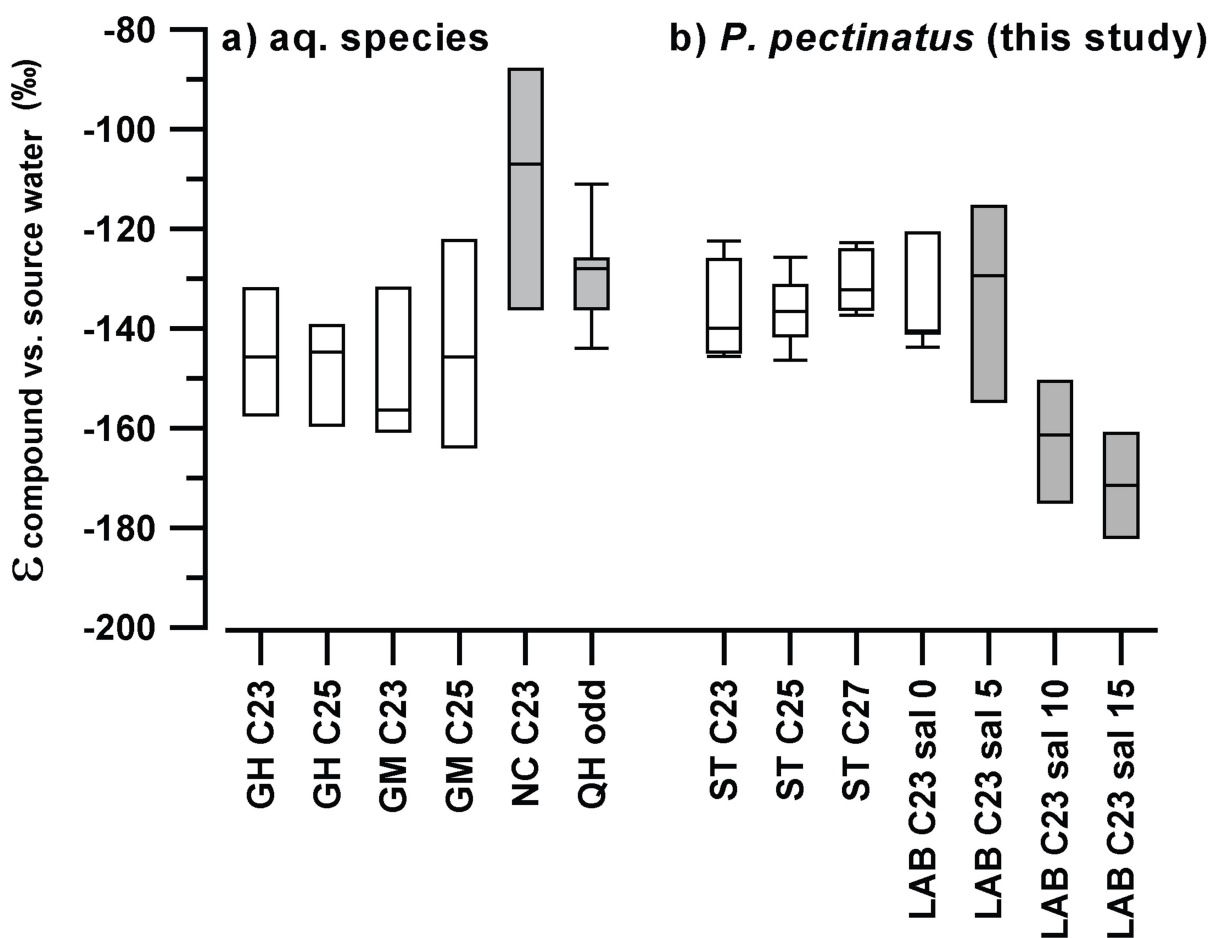 a) aq. species
b) P. pectinatus (this study)
ε compound vs. source water (‰)
-80
-100
-120
-140
-160
-180
-200
GH C23
GH C25
GM C23
GM C25
NC C23
QH odd
ST C23
ST C25
ST C27
LAB C23 sal 0
LAB C23 sal 5
LAB C23 sal 10
LAB C23 sal 15